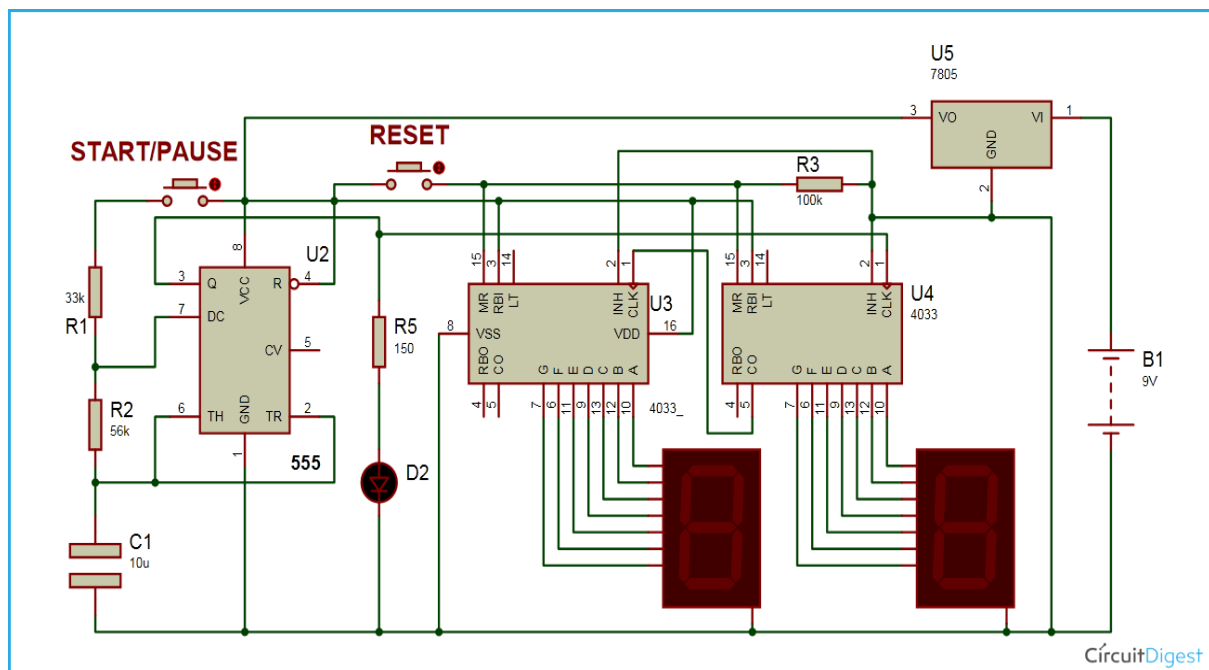 U5
7805
3 VO VI 1
GND
2
START/PAUSE
RESET
R3
100k
33k
R1
R2
56k
C1
10u
8
U2
3 Q VCC R 4
7 DC
CV 5
6 TH GND TR 2
1
555
R5
150
D2
15 3 14 2 1
MR RBI LT INH CLK
U3
8 VSS VDD 16
RBO CO G F E D C B A
4 5 7 6 11 9 13 12 10
4033_
15 3 14 2 1
MR RBI LT INH CLK
U4
4033
RBO CO G F E D C B A
4 5 7 6 11 9 13 12 10
B1
9V
CircuitDigest